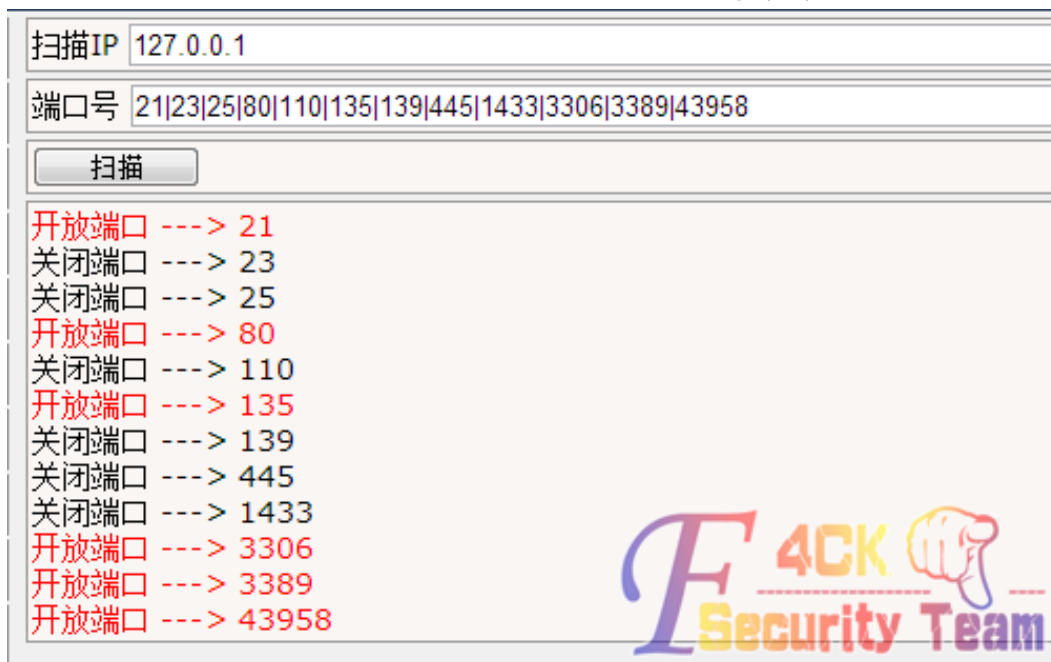 扫描IP 127.0.0.1
端口号 21|23|25|80|110|135|139|445|1433|3306|3389|43958
扫描
开放端口 ---> 21
关闭端口 ---> 23
关闭端口 ---> 25
开放端口 ---> 80
关闭端口 ---> 110
开放端口 ---> 135
关闭端口 ---> 139
关闭端口 ---> 445
关闭端口 ---> 1433
开放端口 ---> 3306
开放端口 ---> 3389
开放端口 ---> 43958
F4CK
Security Team